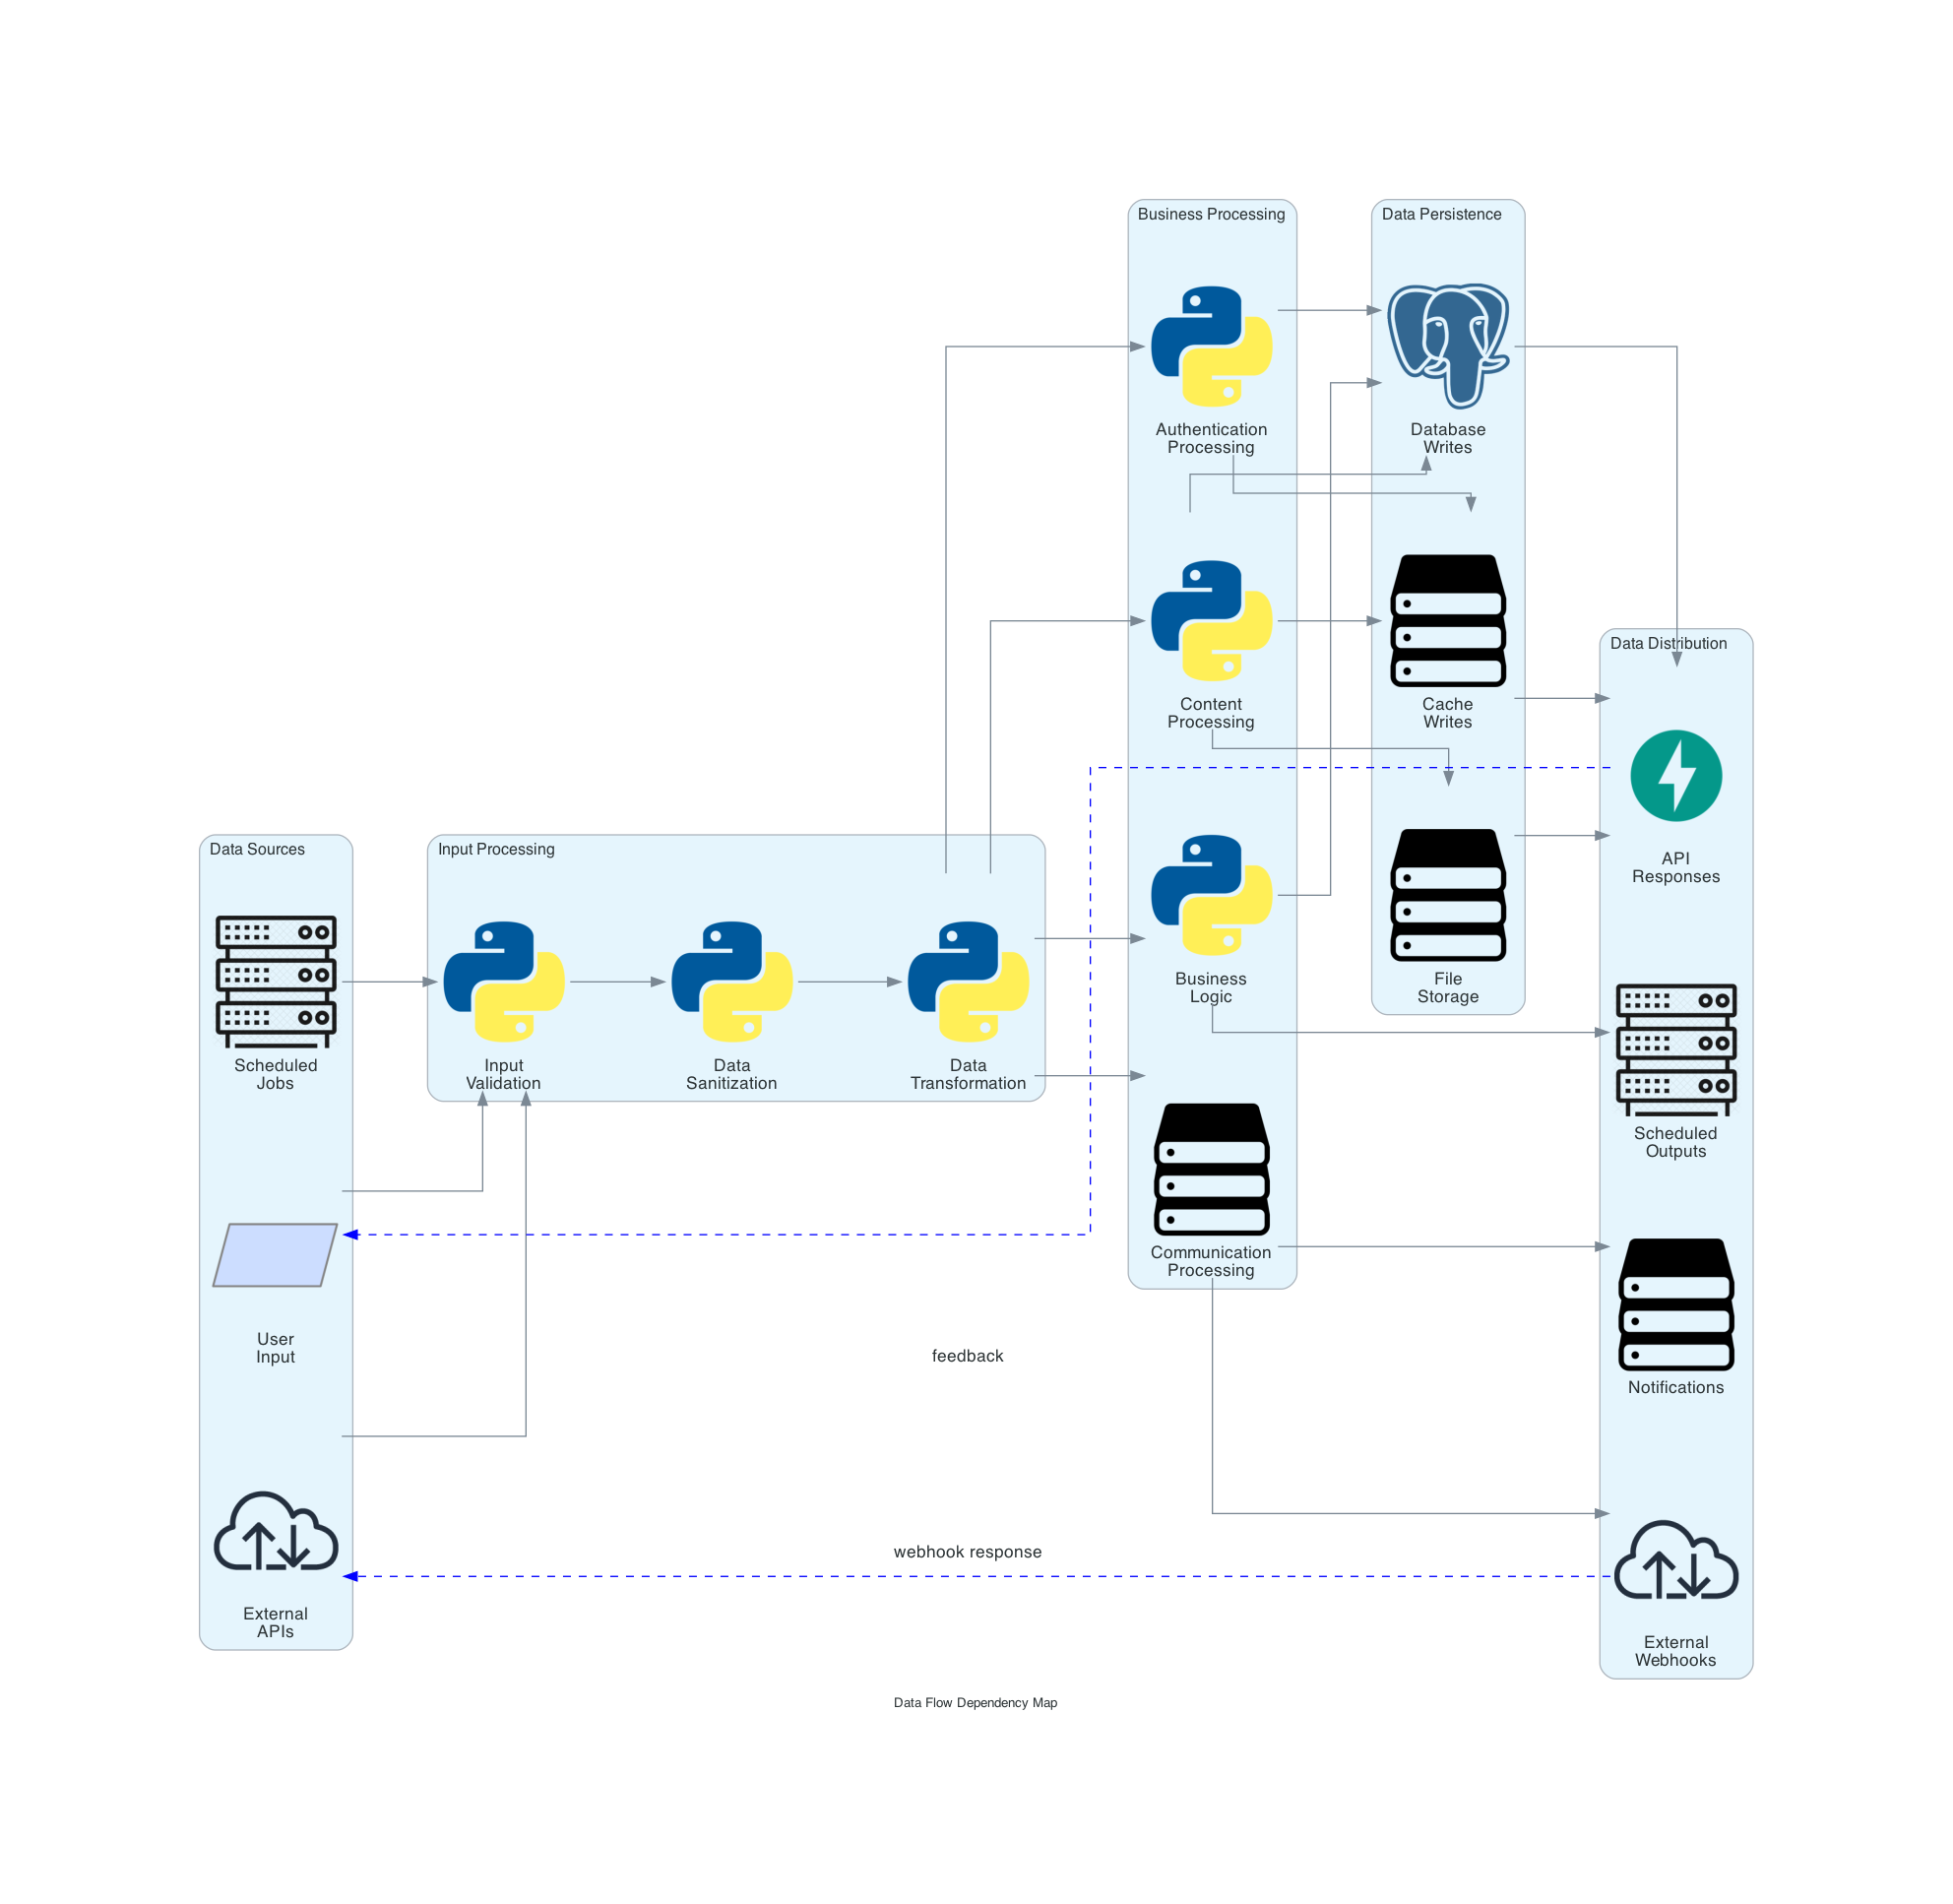 Business Processing
Data Persistence
Authentication
Processing
Database
Writes
Data Distribution
Content
Processing
Cache
Writes
Data Sources
Input Processing
API
Responses
Business
Logic
File
Storage
Scheduled
Jobs
Input
Validation
Data
Sanitization
Data
Transformation
Scheduled
Outputs
Communication
Processing
User
Input
feedback
Notifications
webhook response
External
APIs
External
Webhooks
Data Flow Dependency Map